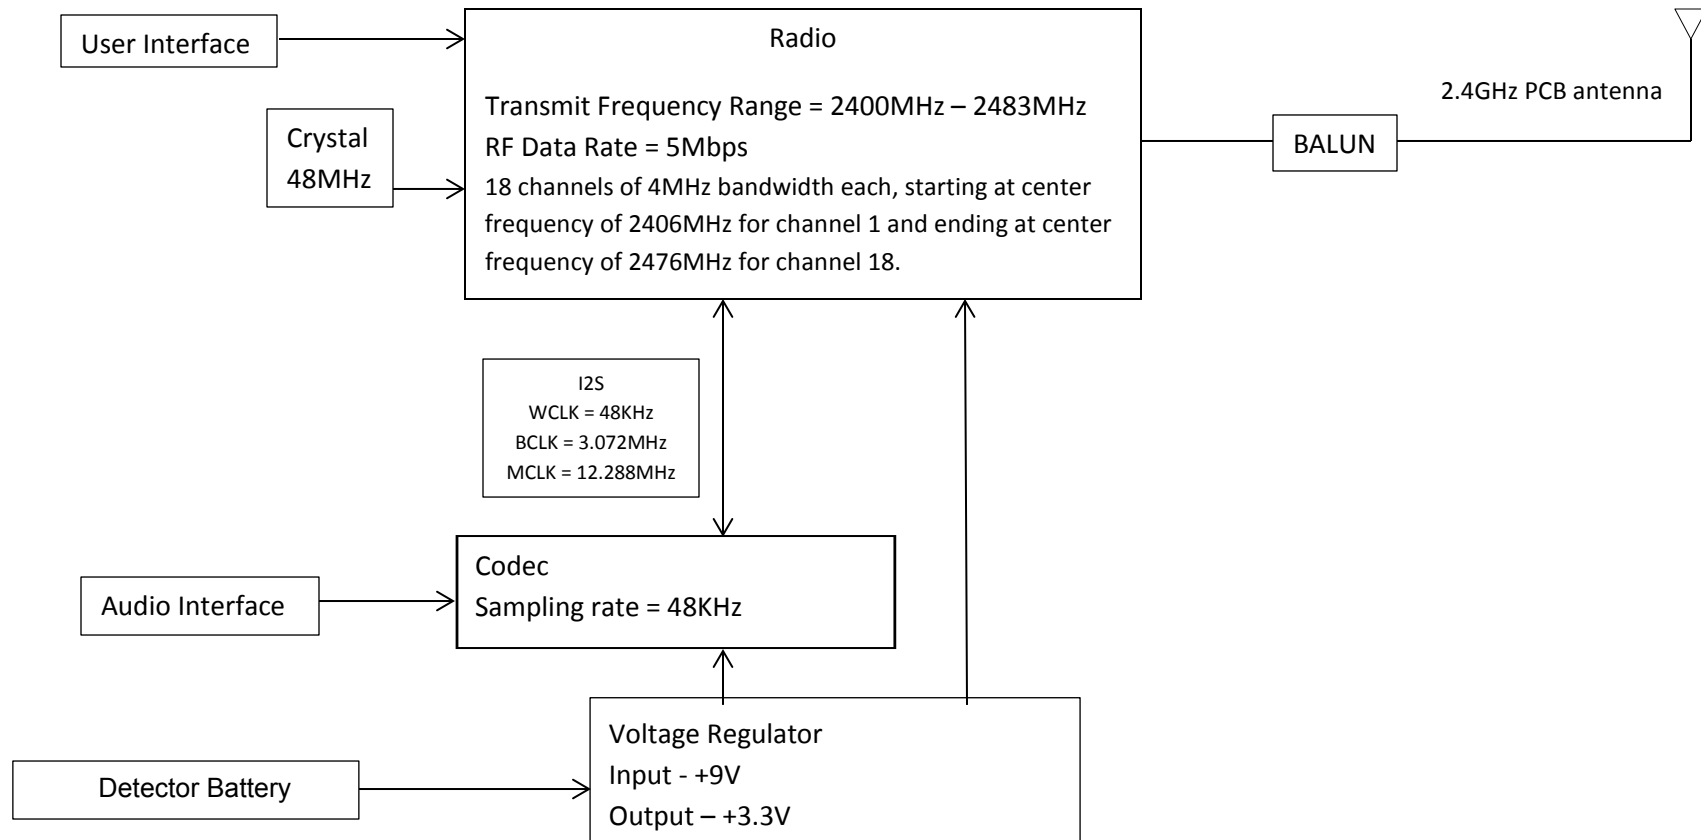 User Interface
Radio
Transmit Frequency Range = 2400MHz – 2483MHz
RF Data Rate = 5Mbps
18 channels of 4MHz bandwidth each, starting at center
frequency of 2406MHz for channel 1 and ending at center
frequency of 2476MHz for channel 18.
2.4GHz PCB antenna
Crystal
48MHz
BALUN
I2S
WCLK = 48KHz
BCLK = 3.072MHz
MCLK = 12.288MHz
Codec
Sampling rate = 48KHz
Audio Interface
Voltage Regulator
Input - +9V
Output – +3.3V
Detector Battery